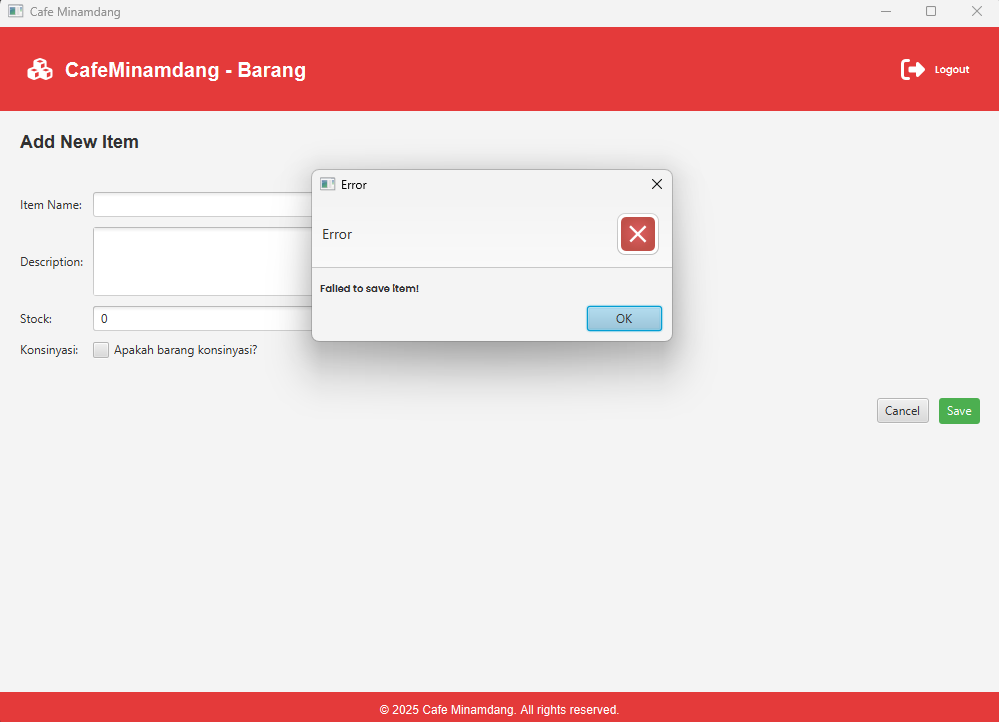 Cafe Minamdang
CafeMinamdang - Barang
Logout
Add New Item
Error
Item Name:
Error
Description:
Failed to save item!
Stock:
0
OK
Konsinyasi:
Apakah barang konsinyasi?
Cancel
Save
© 2025 Cafe Minamdang. All rights reserved.